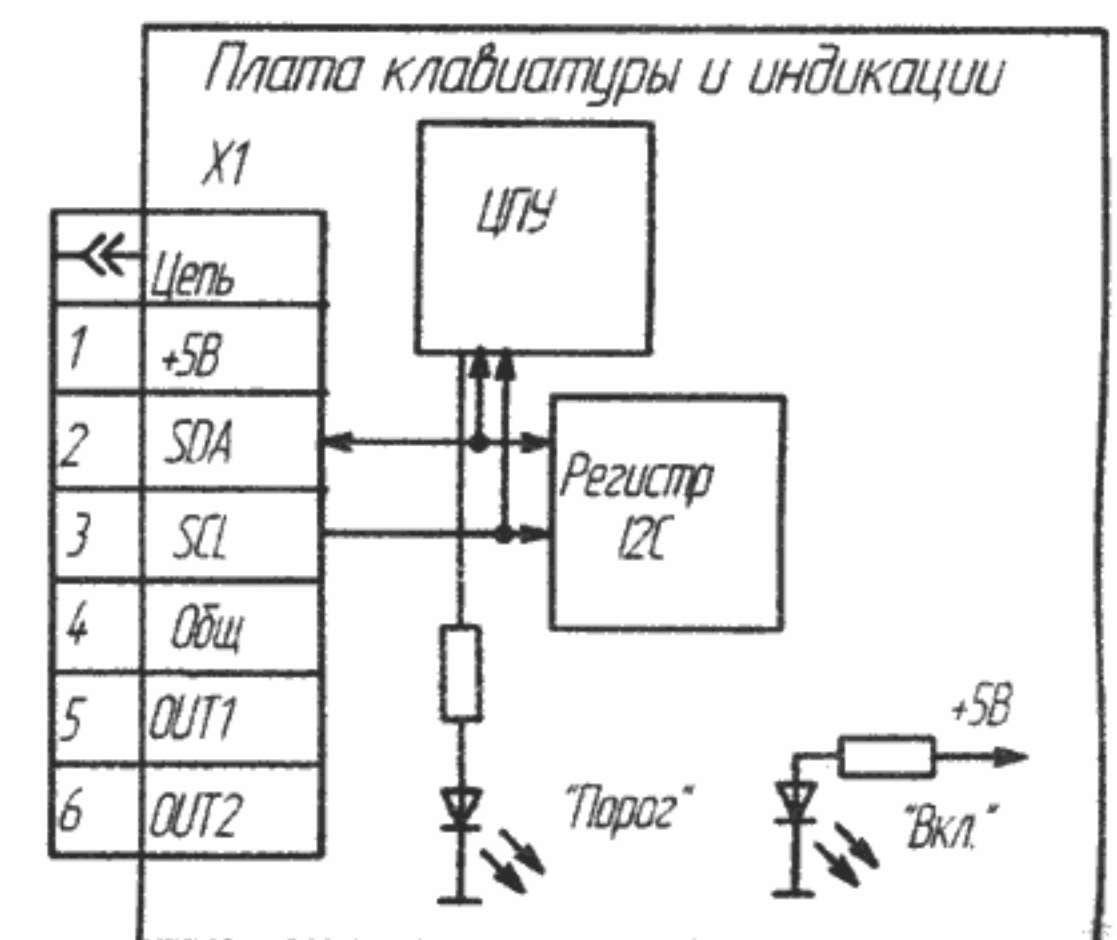 Плата клавиатуры и индикации
X1
Цепь
1 +5В
2 SDA
3 SCL
4 Общ
5 OUT1
6 OUT2
ЦПУ
Регистр
I2C
"Порог"
+5В
"Вкл."